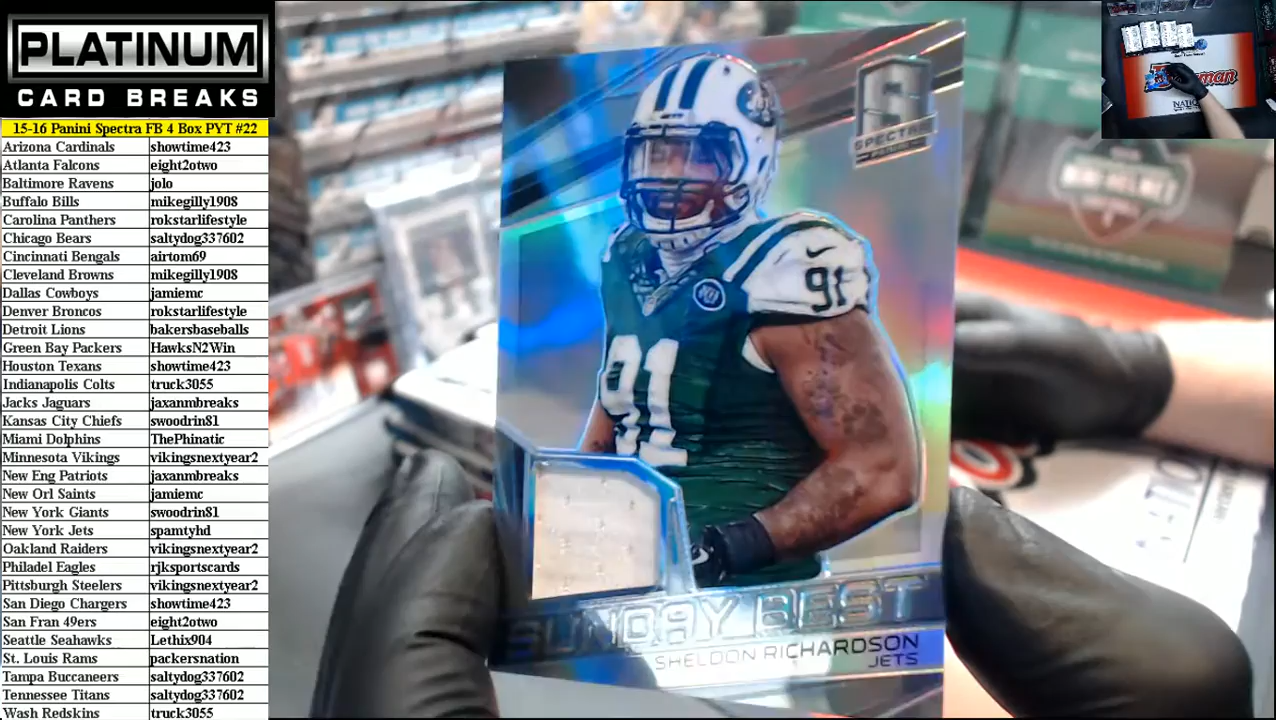 PLATINUM
CARD BREAKS
15-16 Panini Spectra FB 4 Box PYT #22
Arizona Cardinals showtime423
Atlanta Falcons eight2otwo
Baltimore Ravens jolo
Buffalo Bills mikegilly1908
Carolina Panthers rokstarlifestyle
Chicago Bears saltydog337602
Cincinnati Bengals airtom69
Cleveland Browns mikegilly1908
Dallas Cowboys jamiemc
Denver Broncos rokstarlifestyle
Detroit Lions bakersbaseballs
Green Bay Packers HawksN2Win
Houston Texans showtime423
Indianapolis Colts truck3055
Jacks Jaguars jaxanmbreaks
Kansas City Chiefs swoodrin81
Miami Dolphins ThePhinatic
Minnesota Vikings vikingsnextyear2
New Eng Patriots jaxanmbreaks
New Orl Saints jamiemc
New York Giants swoodrin81
New York Jets spamtyhd
Oakland Raiders vikingsnextyear2
Philadel Eagles rjksportscards
Pittsburgh Steelers vikingsnextyear2
San Diego Chargers showtime423
San Fran 49ers eight2otwo
Seattle Seahawks Lethix904
St. Louis Rams packersnation
Tampa Buccaneers saltydog337602
Tennessee Titans saltydog337602
Wash Redskins truck3055
SPECTRA
91
91
SUNDAY BEST
SHELDON RICHARDSON
JETS